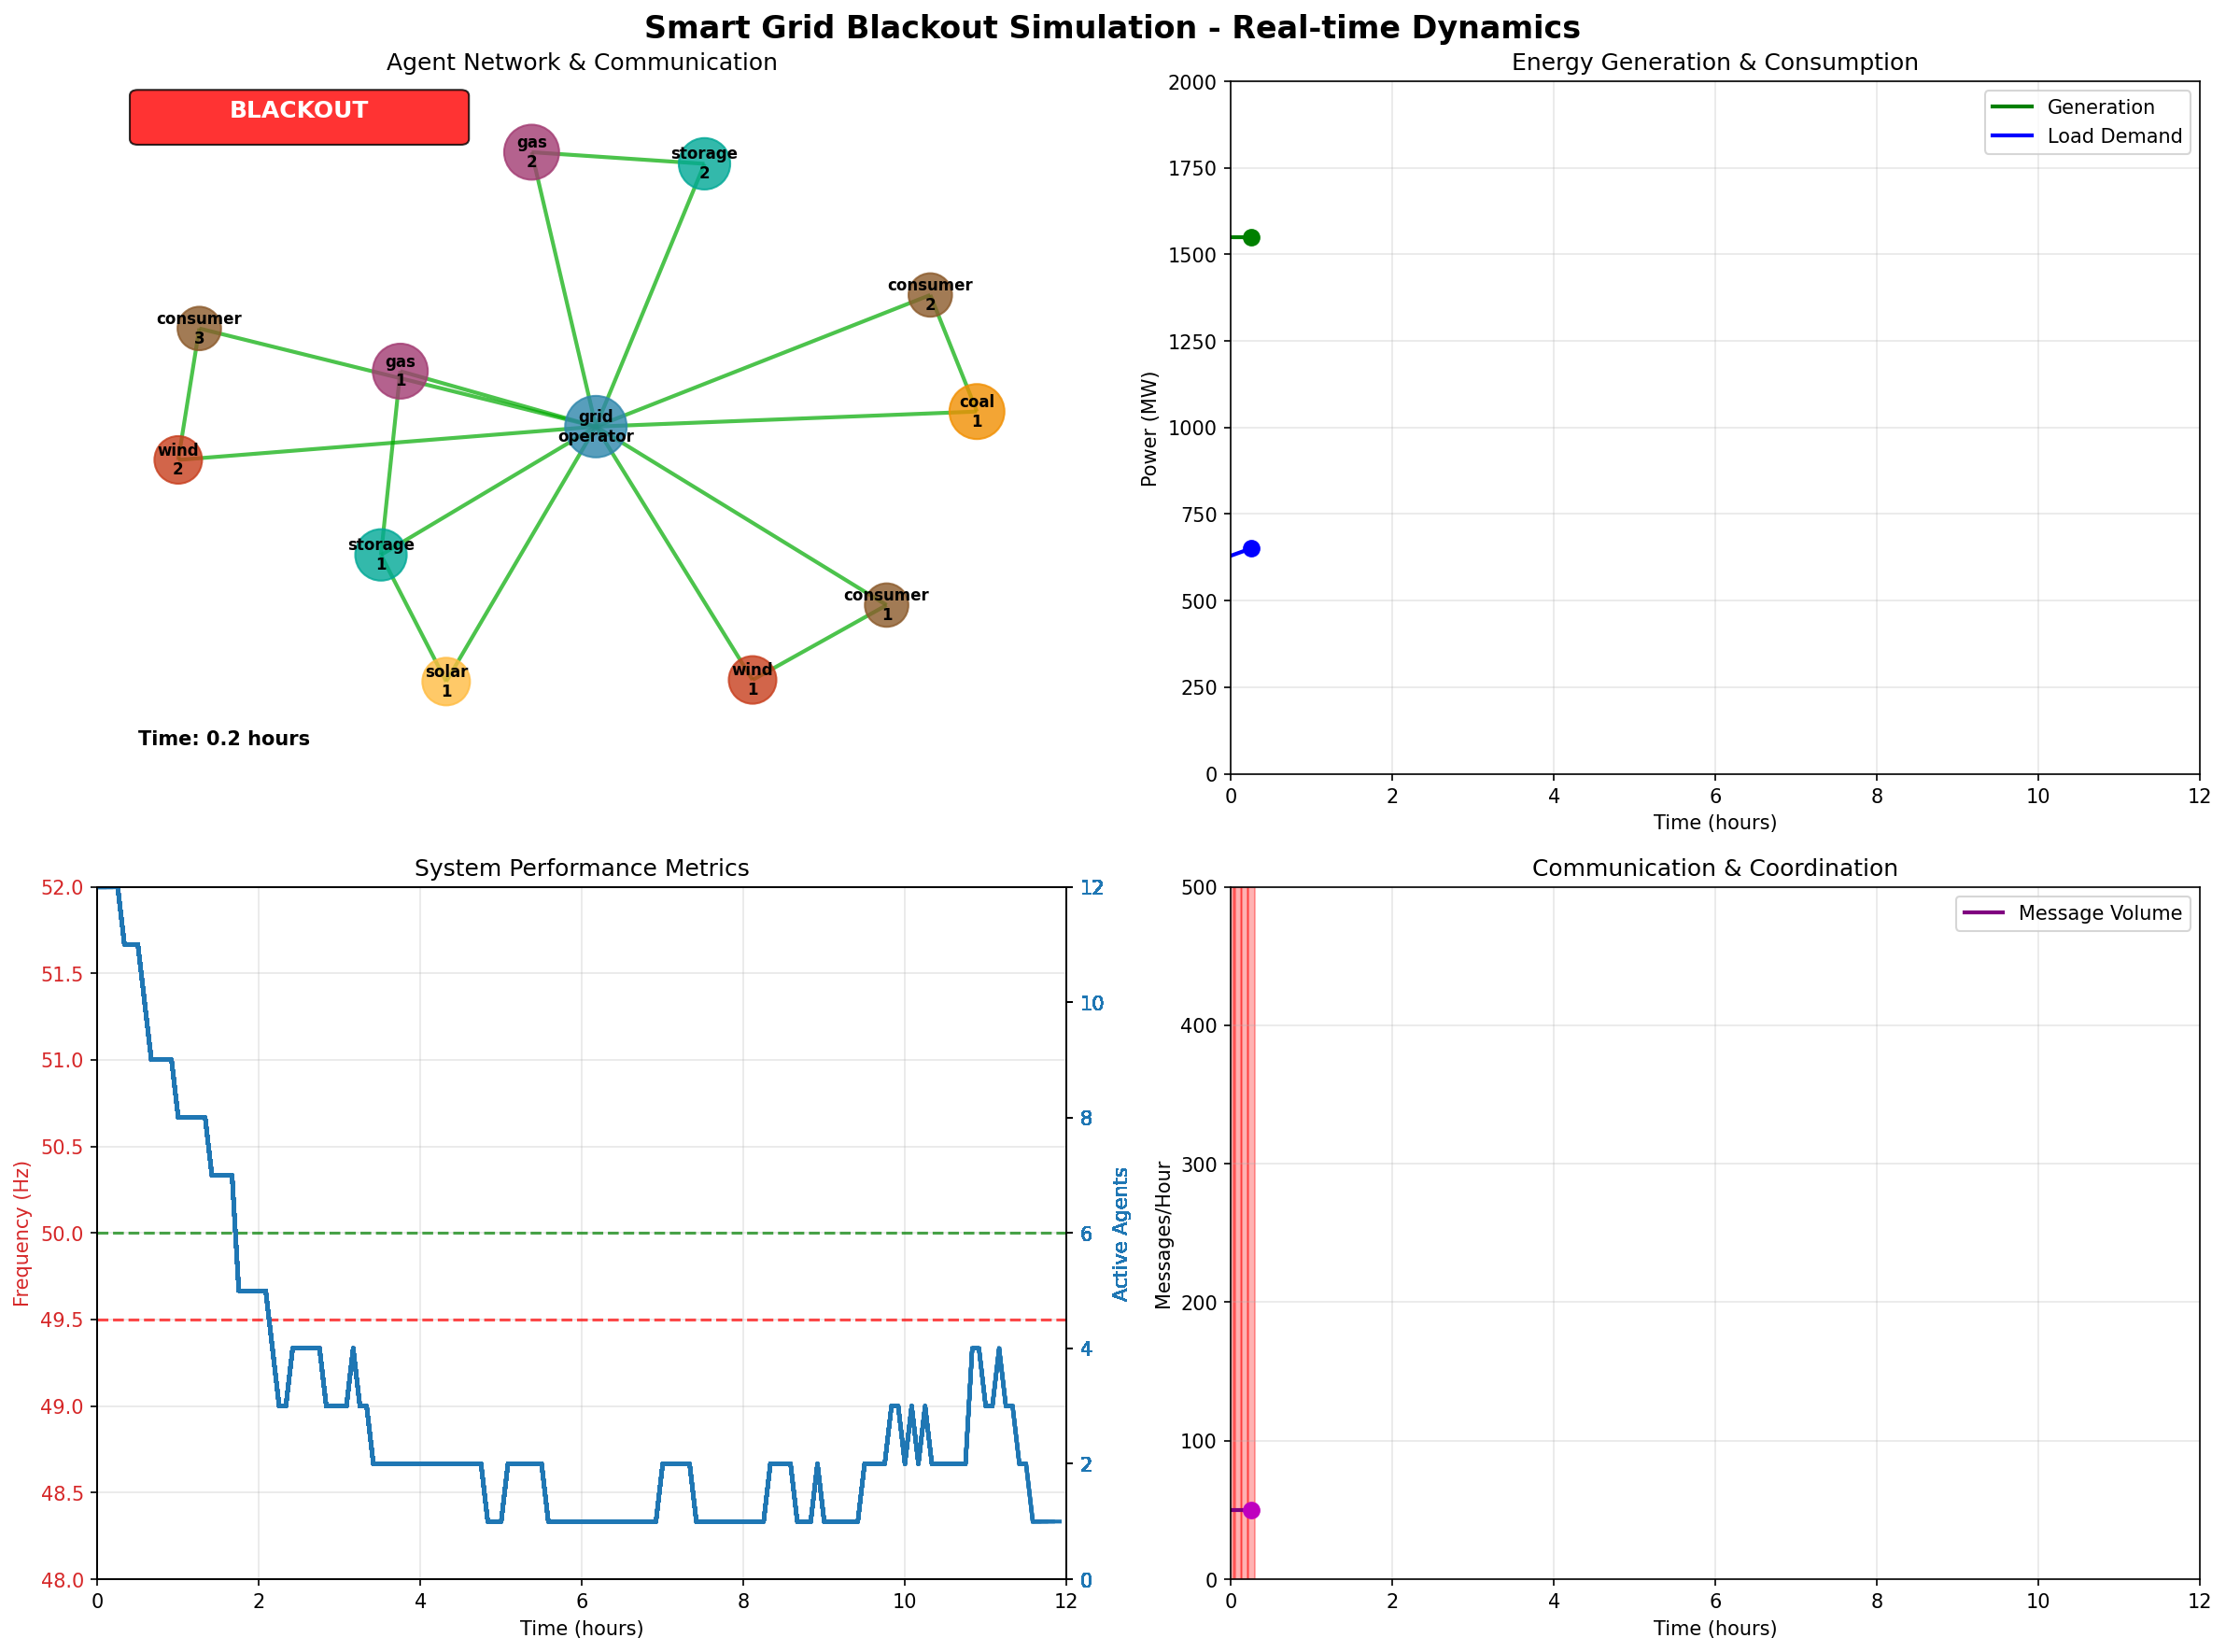 Smart Grid Blackout Simulation - Real-time Dynamics
Agent Network & Communication
BLACKOUT
gas
2
storage
2
consumer
2
consumer
3
gas
1
coal
1
grid
operator
wind
2
storage
1
consumer
1
solar
1
wind
1
Time: 0.2 hours
Energy Generation & Consumption
Generation
Load Demand
Power (MW)
2000
1750
1500
1250
1000
750
500
250
0
0 2 4 6 8 10 12
Time (hours)
System Performance Metrics
Frequency (Hz)
52.0
51.5
51.0
50.5
50.0
49.5
49.0
48.5
48.0
12
10
8
6
4
2
0
Active Agents
0 2 4 6 8 10 12
Time (hours)
Communication & Coordination
Message Volume
Messages/Hour
500
400
300
200
100
0
0 2 4 6 8 10 12
Time (hours)